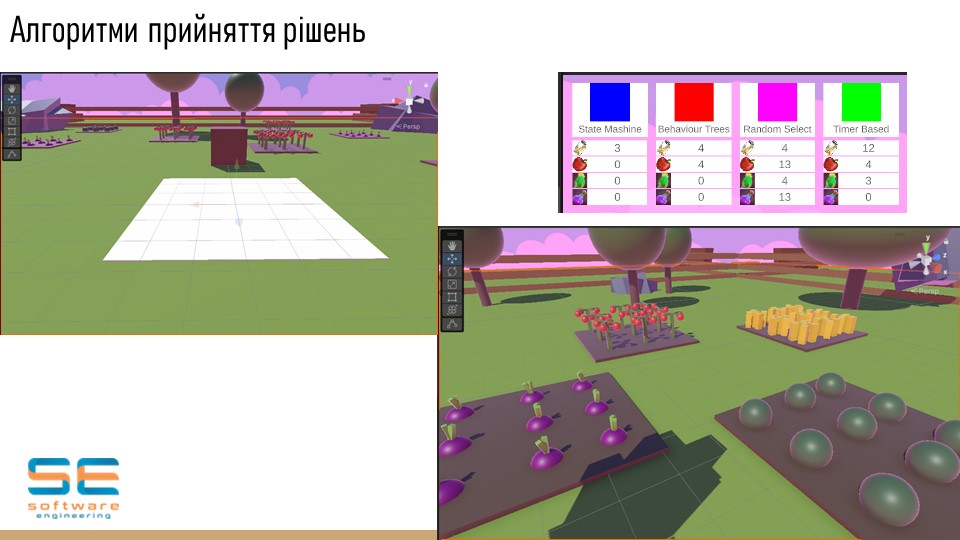 Алгоритми прийняття рішень
< Persp
State Mashine Behaviour Trees Random Select Timer Based
3 4 4 12
0 4 13 4
0 0 4 3
0 0 13 0
y
z
x
< Persp
SE
software
engineering